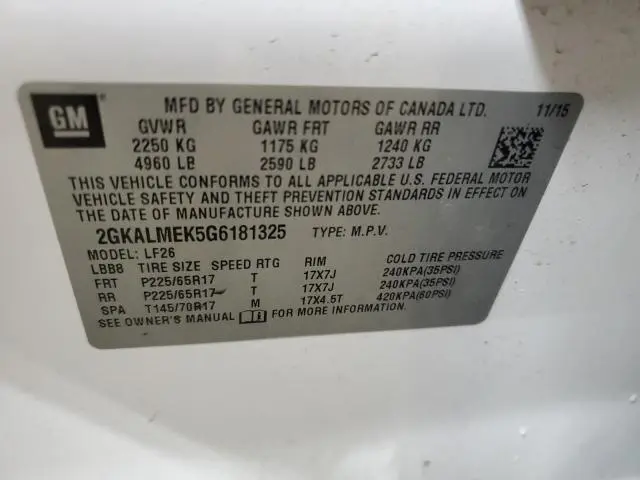 GM
MFD BY GENERAL MOTORS OF CANADA LTD. 11/15
GVWR GAWR FRT GAWR RR
2250 KG 1175 KG 1240 KG
4960 LB 2590 LB 2733 LB
THIS VEHICLE CONFORMS TO ALL APPLICABLE U.S. FEDERAL MOTOR
VEHICLE SAFETY AND THEFT PREVENTION STANDARDS IN EFFECT ON
THE DATE OF MANUFACTURE SHOWN ABOVE.
2GKALMEK5G6181325 TYPE: M.P.V.
MODEL: LF26
LBB8 TIRE SIZE SPEED RTG RIM COLD TIRE PRESSURE
FRT P225/65R17 T 17X7J 240KPA(35PSI)
RR P225/65R17 T 17X7J 240KPA(35PSI)
SPA T145/70R17 M 17X4.5T 420KPA(60PSI)
SEE OWNER'S MANUAL FOR MORE INFORMATION.